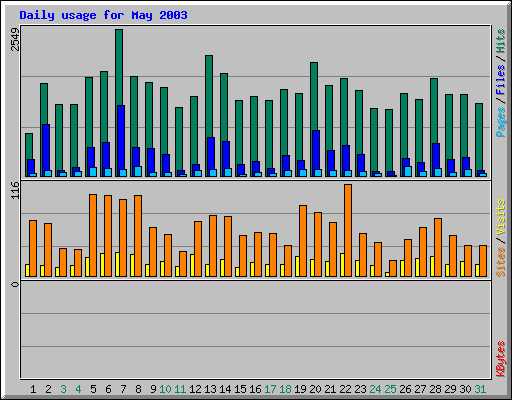 Daily usage for May 2003
2549
Pages / Files / Hits
116
Sites / Visits
0
KBytes
1 2 3 4 5 6 7 8 9 10 11 12 13 14 15 16 17 18 19 20 21 22 23 24 25 26 27 28 29 30 31